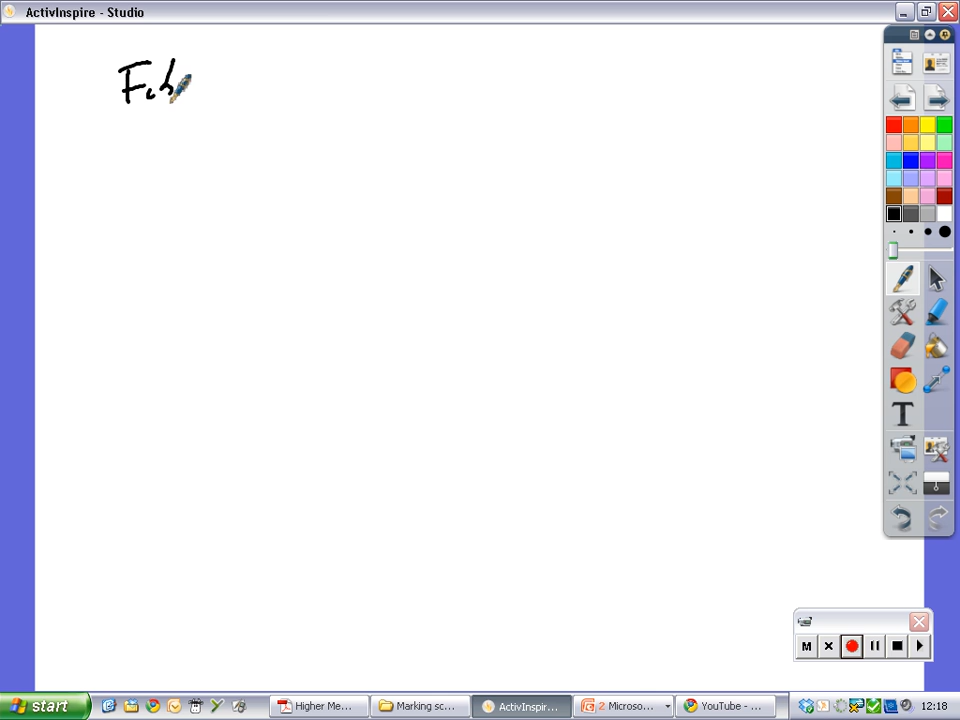 ActivInspire - Studio
T
M
start
Higher Me...
Marking sc...
ActivInspir...
2 Microso...
YouTube - ...
12:18